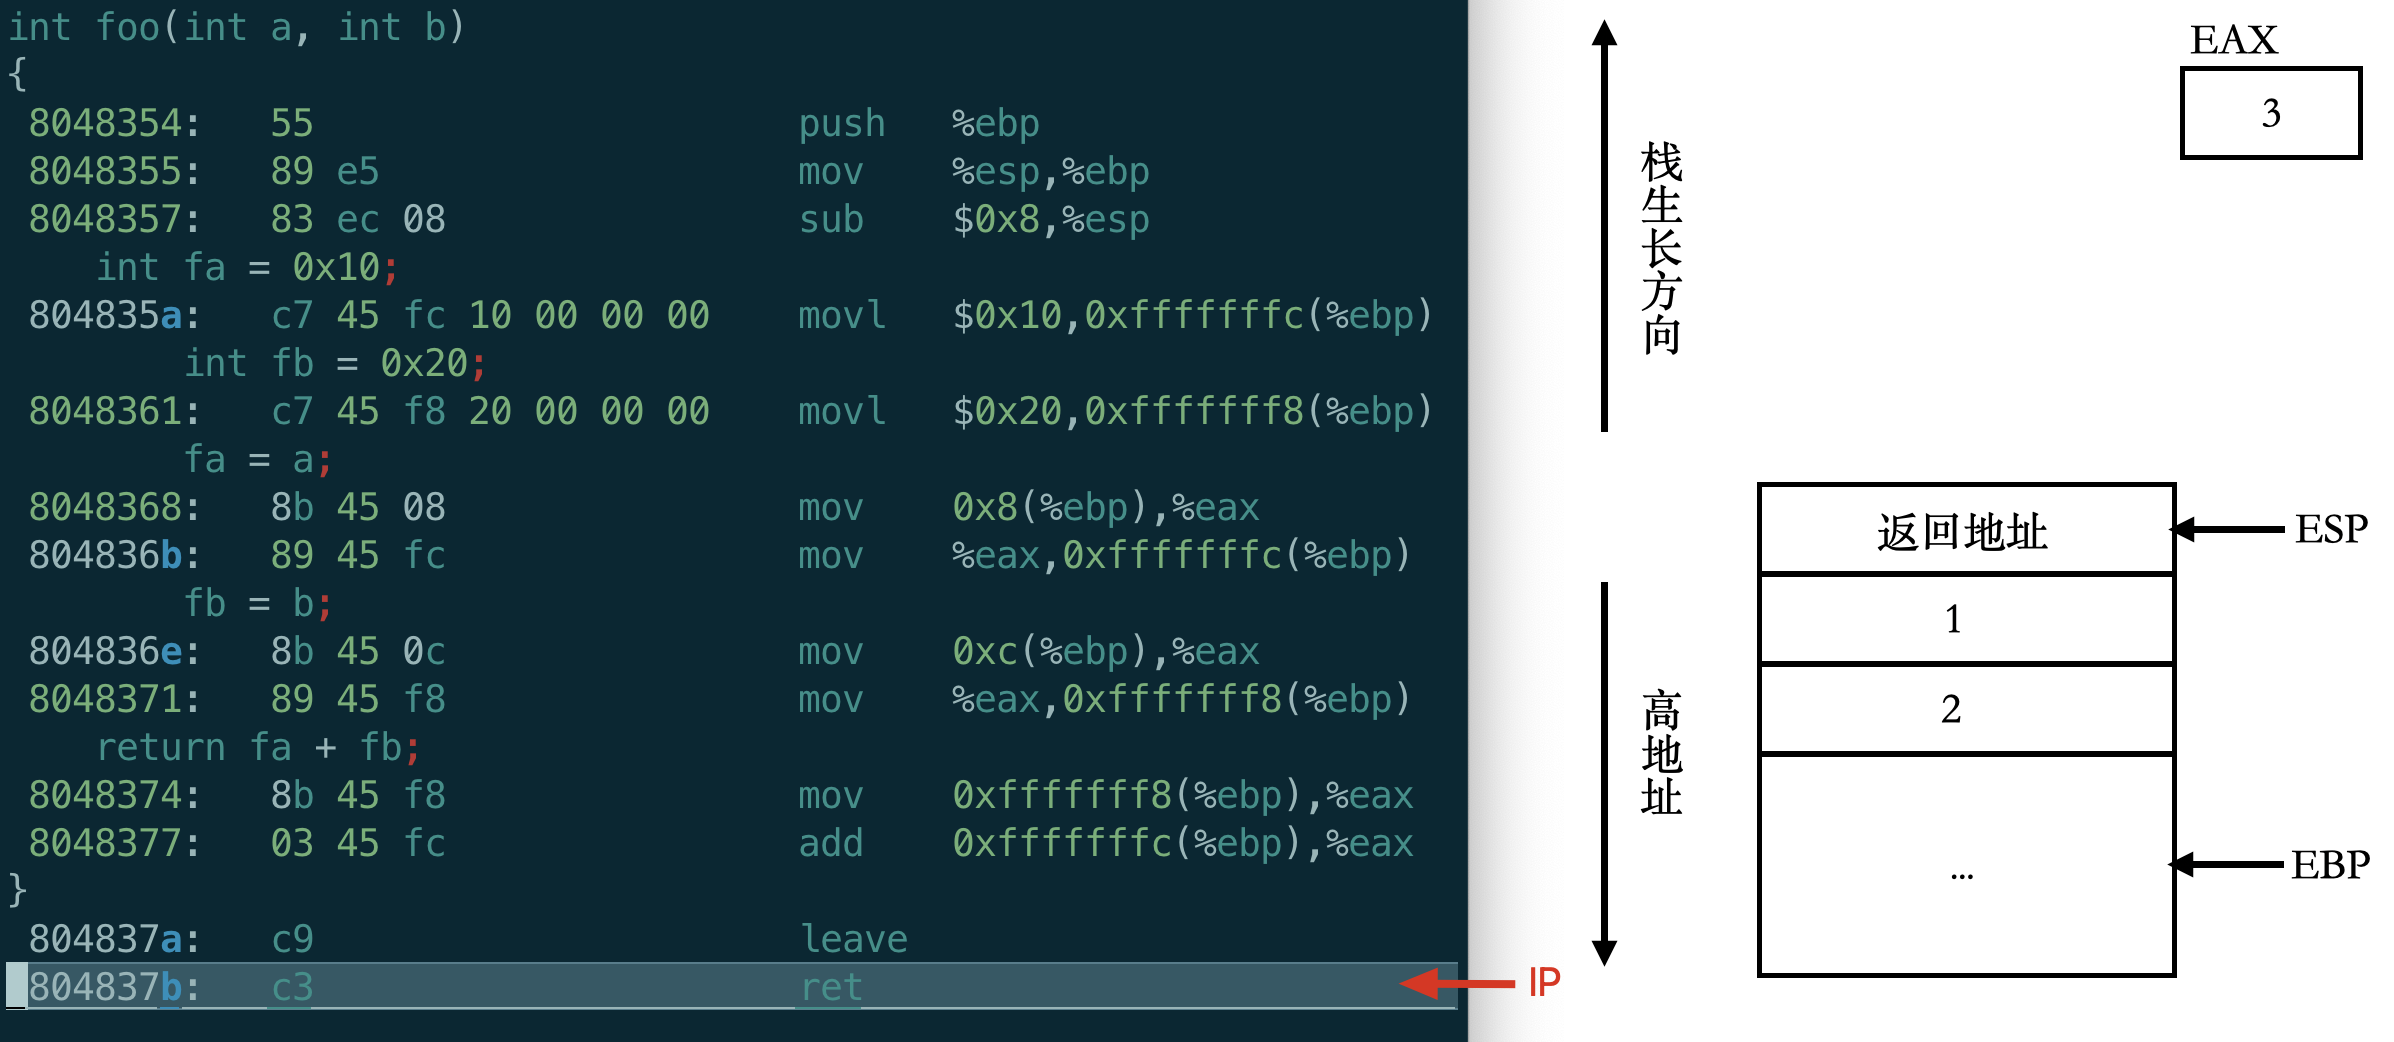 int foo(int a, int b)
{
8048354: 55 push %ebp
8048355: 89 e5 mov %esp,%ebp
8048357: 83 ec 08 sub $0x8,%esp
int fa = 0x10;
804835a: c7 45 fc 10 00 00 00 movl $0x10,0xfffffffc(%ebp)
int fb = 0x20;
8048361: c7 45 f8 20 00 00 00 movl $0x20,0xfffffff8(%ebp)
fa = a;
8048368: 8b 45 08 mov 0x8(%ebp),%eax
804836b: 89 45 fc mov %eax,0xfffffffc(%ebp)
fb = b;
804836e: 8b 45 0c mov 0xc(%ebp),%eax
8048371: 89 45 f8 mov %eax,0xfffffff8(%ebp)
return fa + fb;
8048374: 8b 45 f8 mov 0xfffffff8(%ebp),%eax
8048377: 03 45 fc add 0xfffffffc(%ebp),%eax
}
804837a: c9 leave
804837b: c3 ret
IP
栈生长方向
高地址
EAX
3
返回地址
ESP
1
2
...
EBP